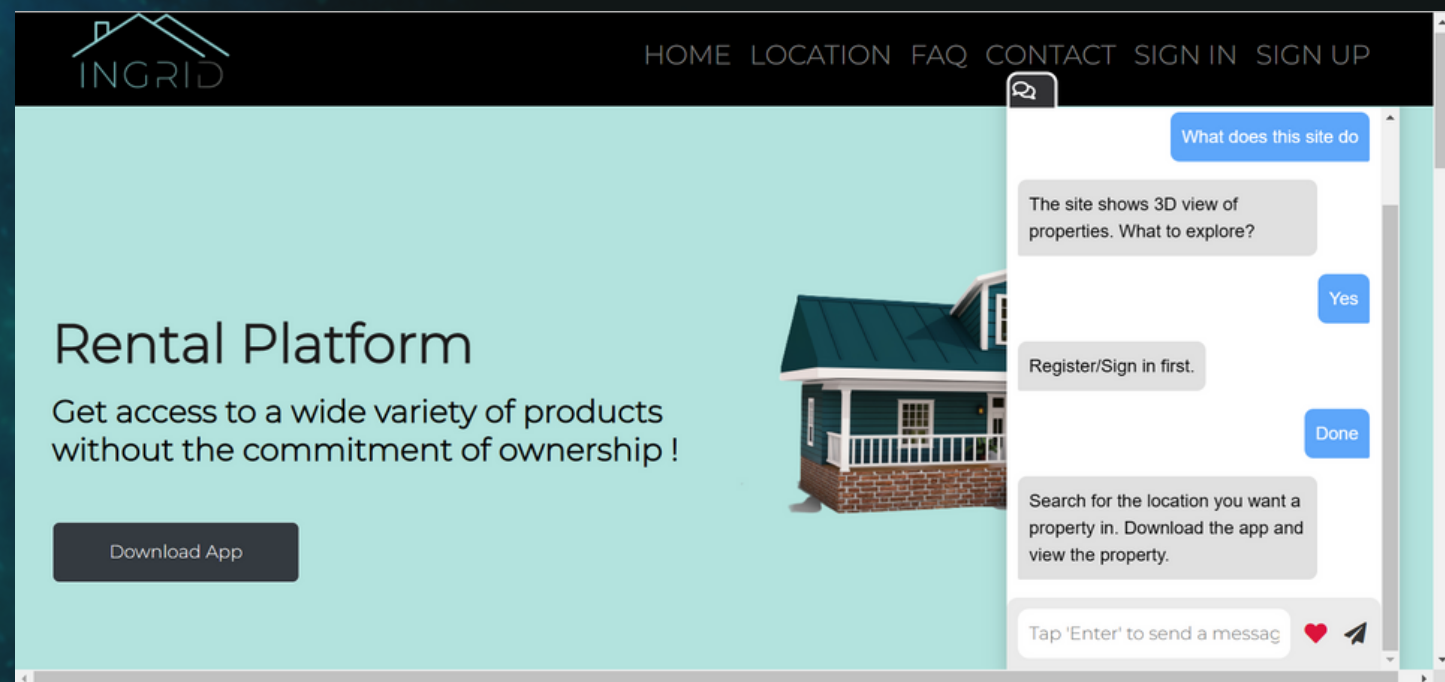 INGRID
HOME LOCATION FAQ CONTACT SIGN IN SIGN UP
Rental Platform
Get access to a wide variety of products
without the commitment of ownership !
Download App
What does this site do
The site shows 3D view of
properties. What to explore?
Yes
Register/Sign in first.
Done
Search for the location you want a
property in. Download the app and
view the property.
Tap 'Enter' to send a messag